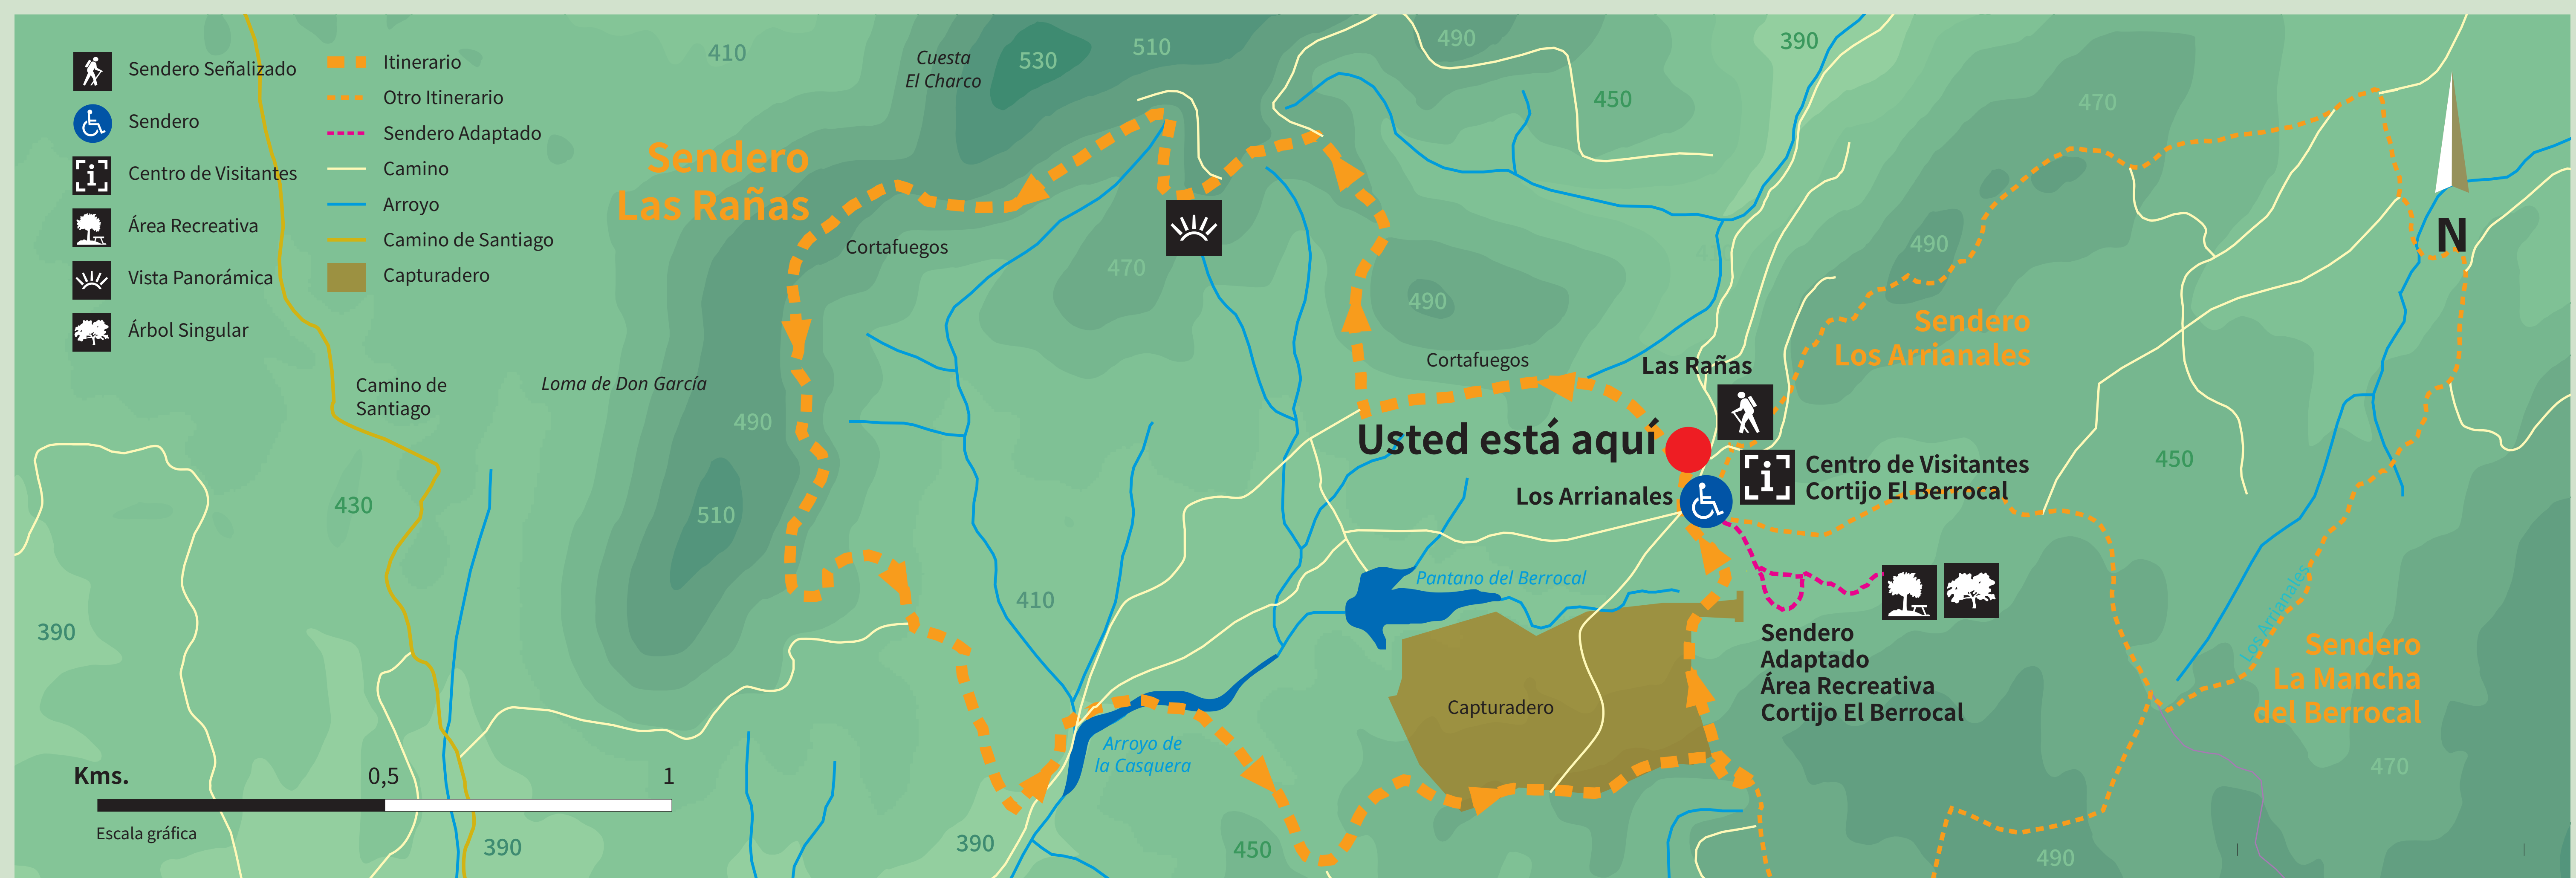 Sendero Señalizado
Sendero
Centro de Visitantes
Área Recreativa
Vista Panorámica
Árbol Singular
Itinerario
Otro Itinerario
Sendero Adaptado
Camino
Arroyo
Camino de Santiago
Capturadero
410
Cuesta
El Charco
530
510
490
450
390
470
Sendero
Las Rañas
Cortafuegos
470
490
490
N
Sendero
Los Arrianales
Cortafuegos
Las Rañas
Camino de
Santiago
Loma de Don García
490
Usted está aquí
Centro de Visitantes
Cortijo El Berrocal
Los Arrianales
450
430
510
410
390
Pantano del Berrocal
Los Arrianales
Sendero
Adaptado
Área Recreativa
Cortijo El Berrocal
Sendero
La Mancha
del Berrocal
Capturadero
Arroyo de
la Casquera
470
Kms.
0,5
1
Escala gráfica
390
390
450
490